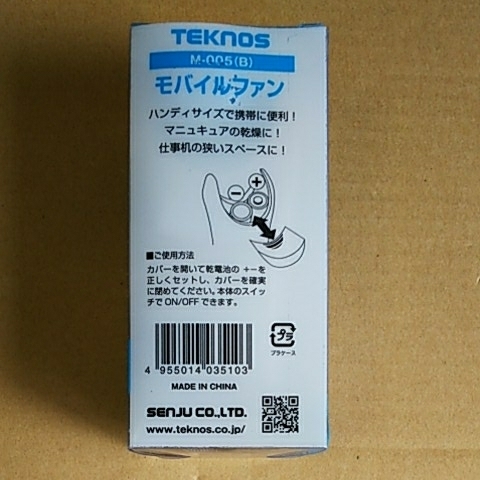 TEKNOS
M-005(B)
モバイルファン
ハンディサイズで携帯に便利!
マニュキュアの乾燥に!
仕事机の狭いスペースに!
− +
■ご使用方法
カバーを開いて乾電池の +−を
正しくセットし、カバーを確実
に閉めてください。本体のスイッ
チでON/OFFできます。
プラ
プラケース
4 955014 035103
MADE IN CHINA
SENJU CO.,LTD.
www.teknos.co.jp/